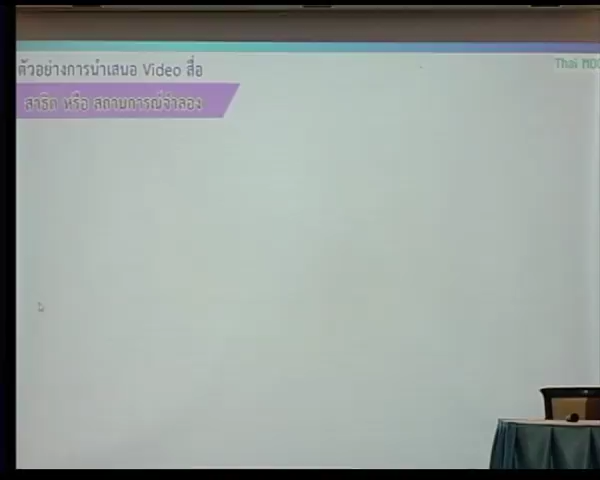 ตัวอย่างการนำเสนอ Video สื่อ
Thai MOO
สาธิต หรือ สถานการณ์จำลอง